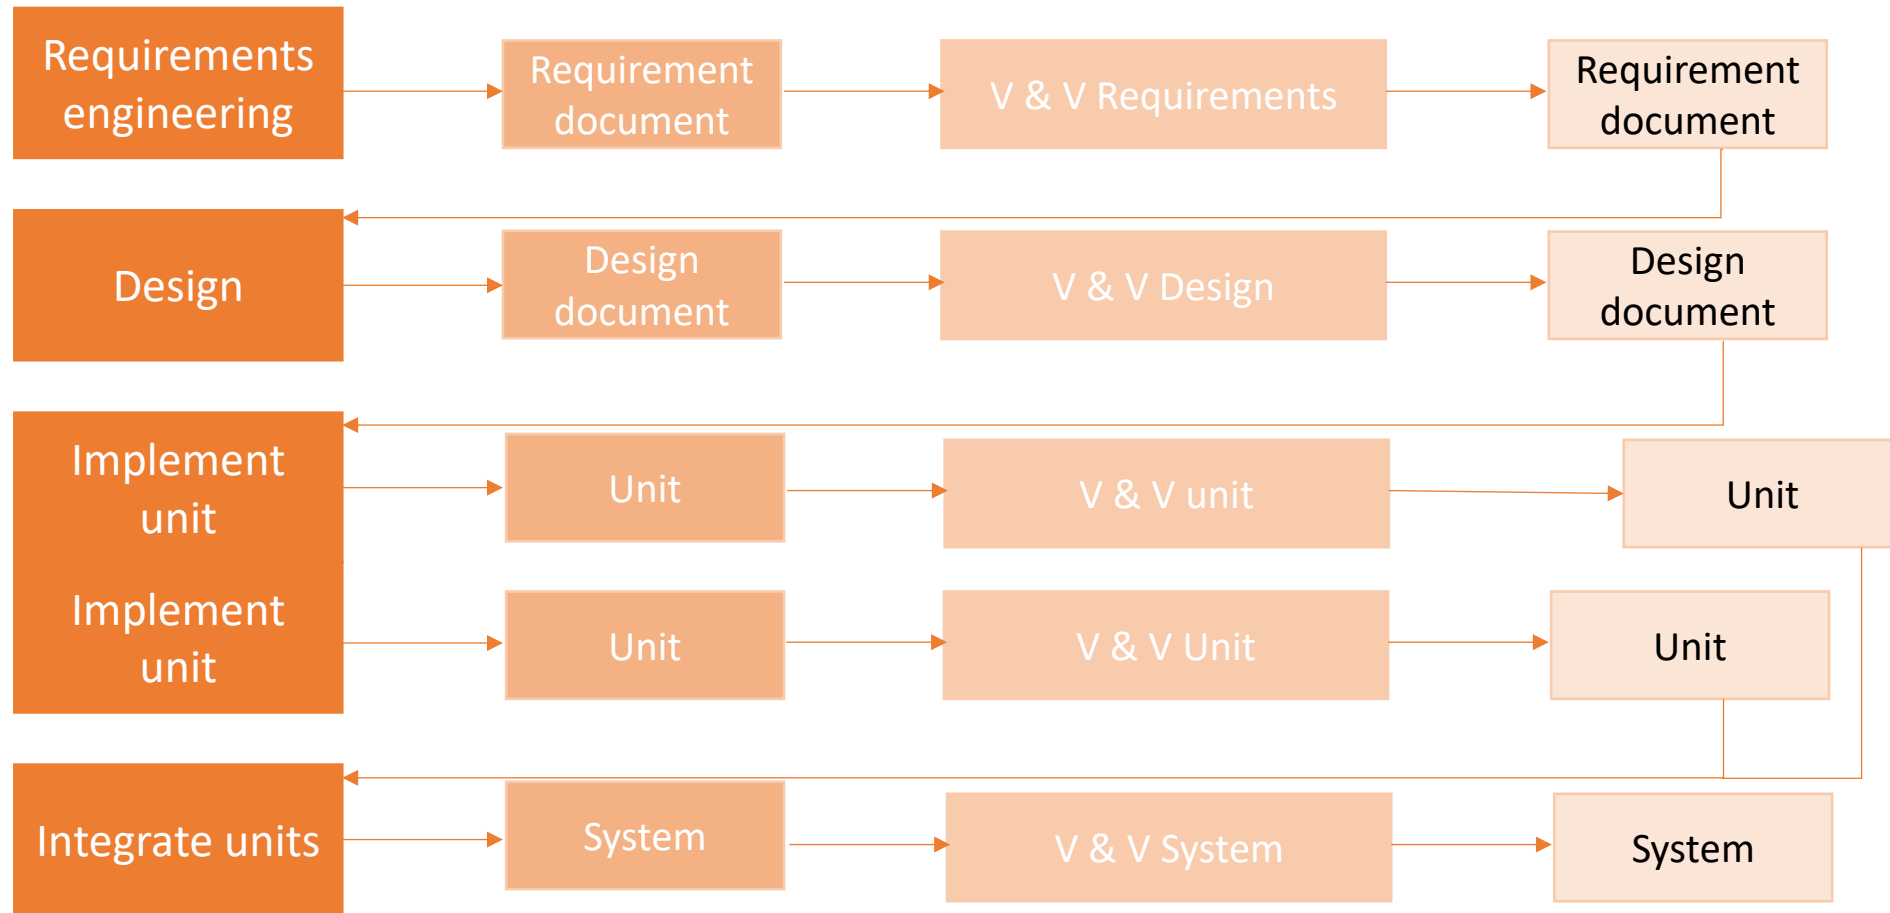 Requirements
engineering
Requirement
document
V & V Requirements
Requirement
document
Design
Design
document
V & V Design
Design
document
Implement
unit
Unit
V & V unit
Unit
Implement
unit
Unit
V & V Unit
Unit
Integrate units
System
V & V System
System